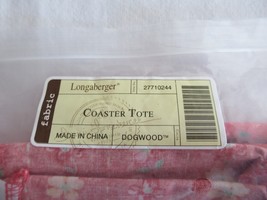 fabric
Longaberger®
27710244
COASTER TOTE
MADE IN CHINA
DOGWOOD™